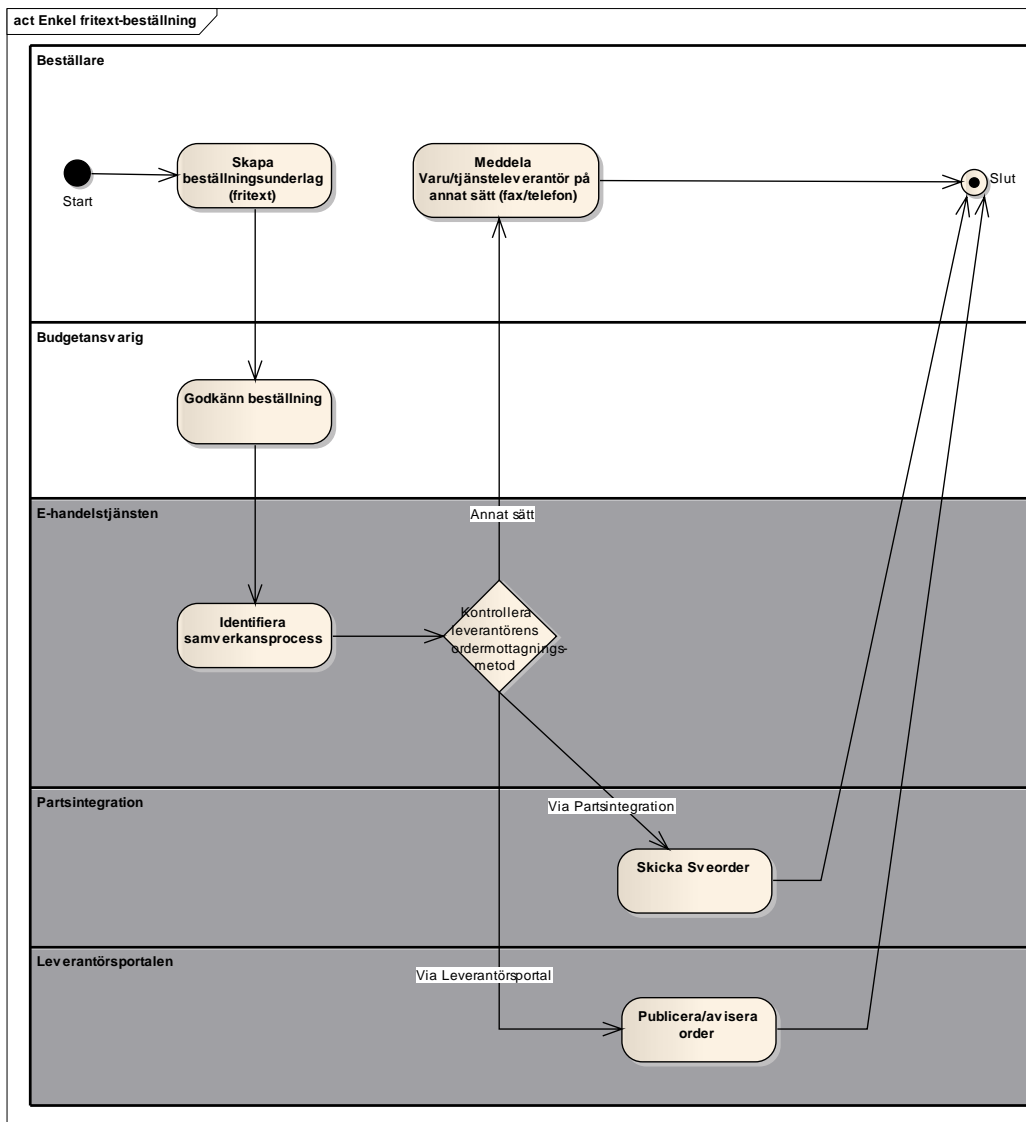 act Enkel fritext-beställning
Beställare
Start
Skapa
beställningsunderlag
(fritext)
Meddela
Varu/tjänsteleverantör på
annat sätt (fax/telefon)
Slut
Budgetansvarig
Godkänn beställning
E-handelstjänsten
Annat sätt
Identifiera
samverkansprocess
Kontrollera
leverantörens
ordermottagnings-
metod
Partsintegration
Via Partsintegration
Skicka Sveorder
Leverantörsportalen
Via Leverantörsportal
Publicera/avisera
order